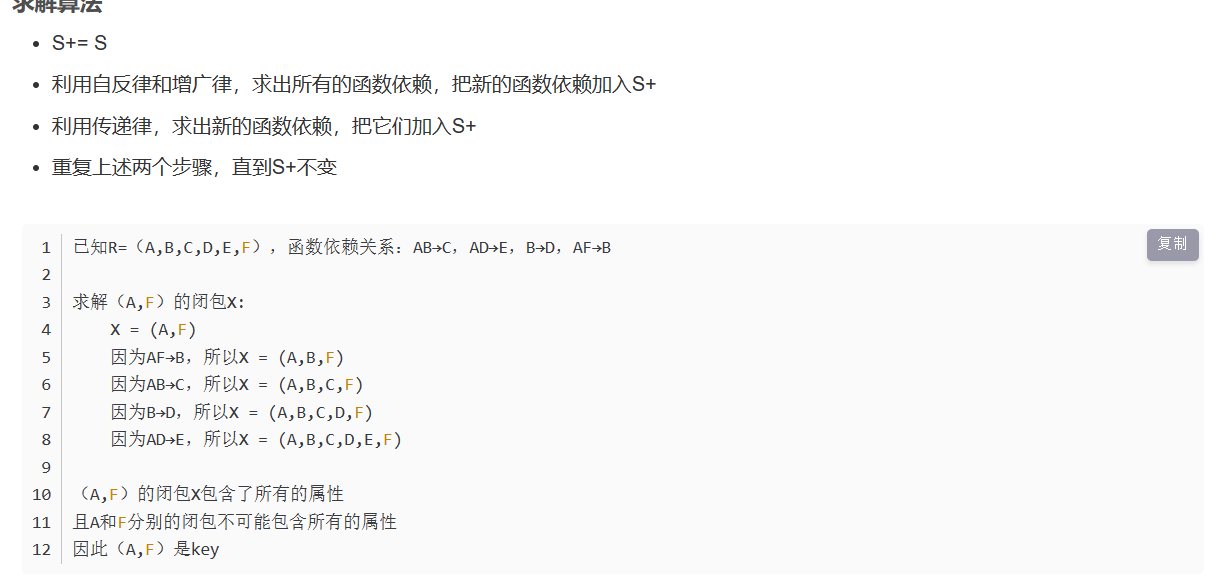 求解算法
S+= S
利用自反律和增广律，求出所有的函数依赖，把新的函数依赖加入S+
利用传递律，求出新的函数依赖，把它们加入S+
重复上述两个步骤，直到S+不变
复制
1 已知R=（A,B,C,D,E,F），函数依赖关系：AB→C，AD→E，B→D，AF→B
2
3 求解（A,F）的闭包X:
4 X = (A,F)
5 因为AF→B，所以X = (A,B,F)
6 因为AB→C，所以X = (A,B,C,F)
7 因为B→D，所以X = (A,B,C,D,F)
8 因为AD→E，所以X = (A,B,C,D,E,F)
9
10 （A,F）的闭包X包含了所有的属性
11 且A和F分别的闭包不可能包含所有的属性
12 因此（A,F）是key